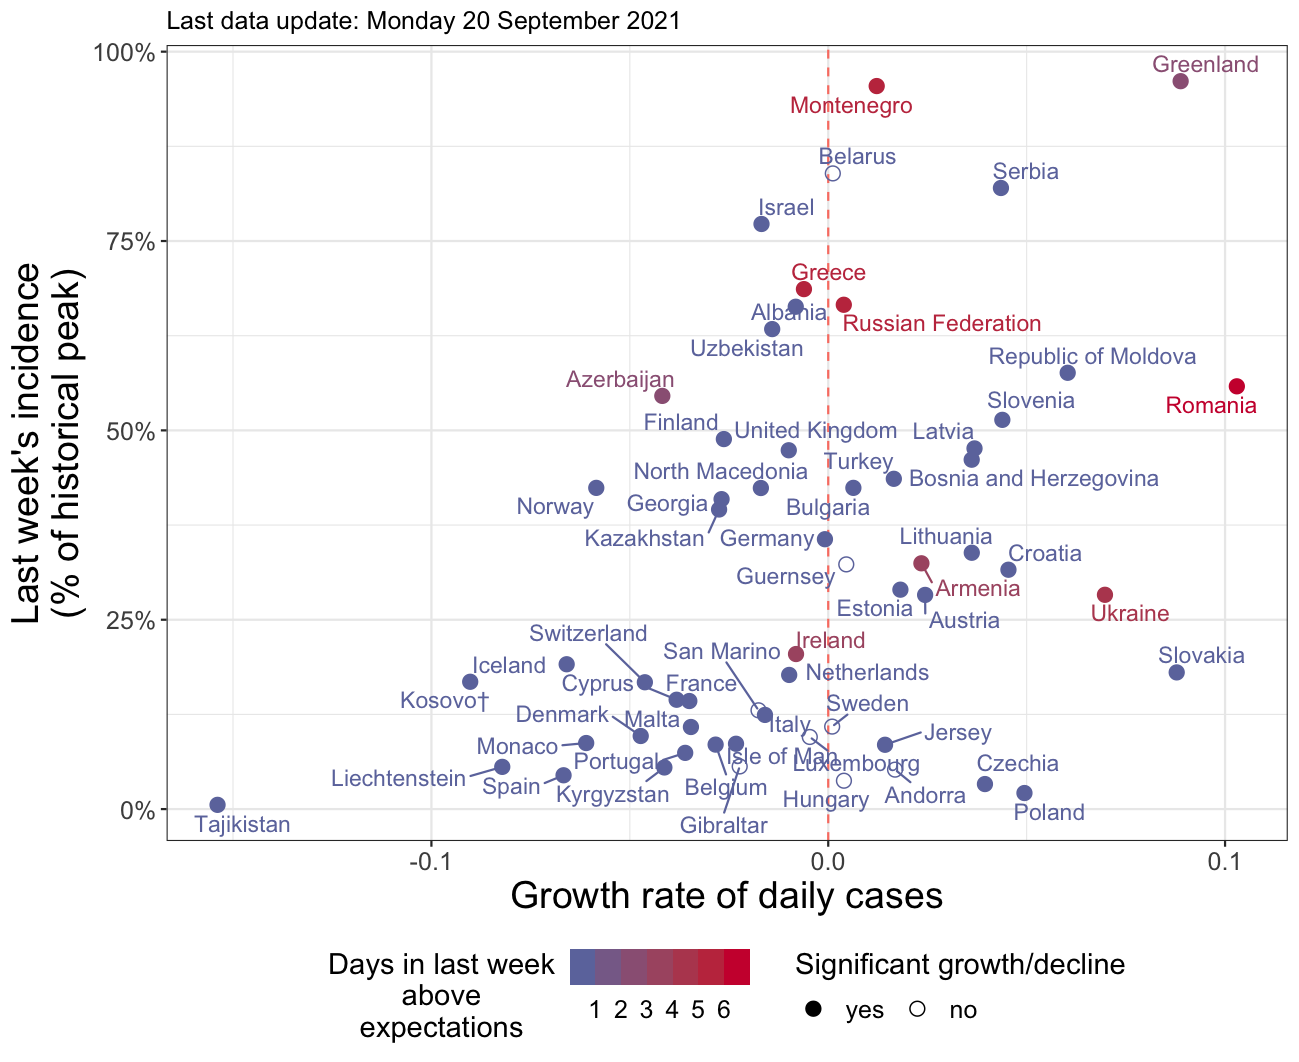 Last data update: Monday 20 September 2021
Last week's incidence
(% of historical peak)
100%
75%
50%
25%
0%
Greenland
Montenegro
Belarus
Serbia
Israel
Greece
Albania
Russian Federation
Uzbekistan
Republic of Moldova
Azerbaijan
Slovenia
Romania
Finland
United Kingdom
Latvia
Turkey
North Macedonia
Bosnia and Herzegovina
Norway
Georgia
Bulgaria
Kazakhstan
Germany
Lithuania
Croatia
Guernsey
Armenia
Estonia
Austria
Ukraine
Switzerland
San Marino
Ireland
Slovakia
Iceland
Cyprus
France
Netherlands
Kosovo†
Denmark
Malta
Italy
Sweden
Jersey
Monaco
Portugal
Isle of Man
Luxembourg
Czechia
Liechtenstein
Spain
Kyrgyzstan
Belgium
Hungary
Andorra
Poland
Tajikistan
Gibraltar
-0.1
0.0
0.1
Growth rate of daily cases
Days in last week
above
expectations
1 2 3 4 5 6
Significant growth/decline
yes
no